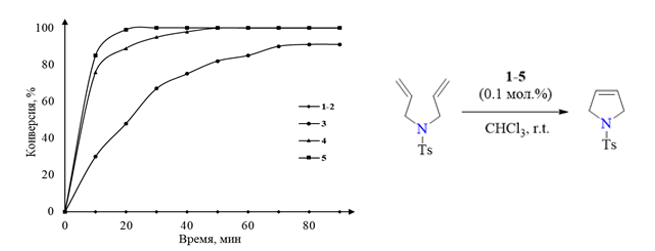 100
80
60
40
20
0
Конверсия, %
0
20
40
60
80
Время, мин
1-2
3
4
5
1-5
(0.1 мол.%)
CHCl3, r.t.
N
Ts
N
Ts